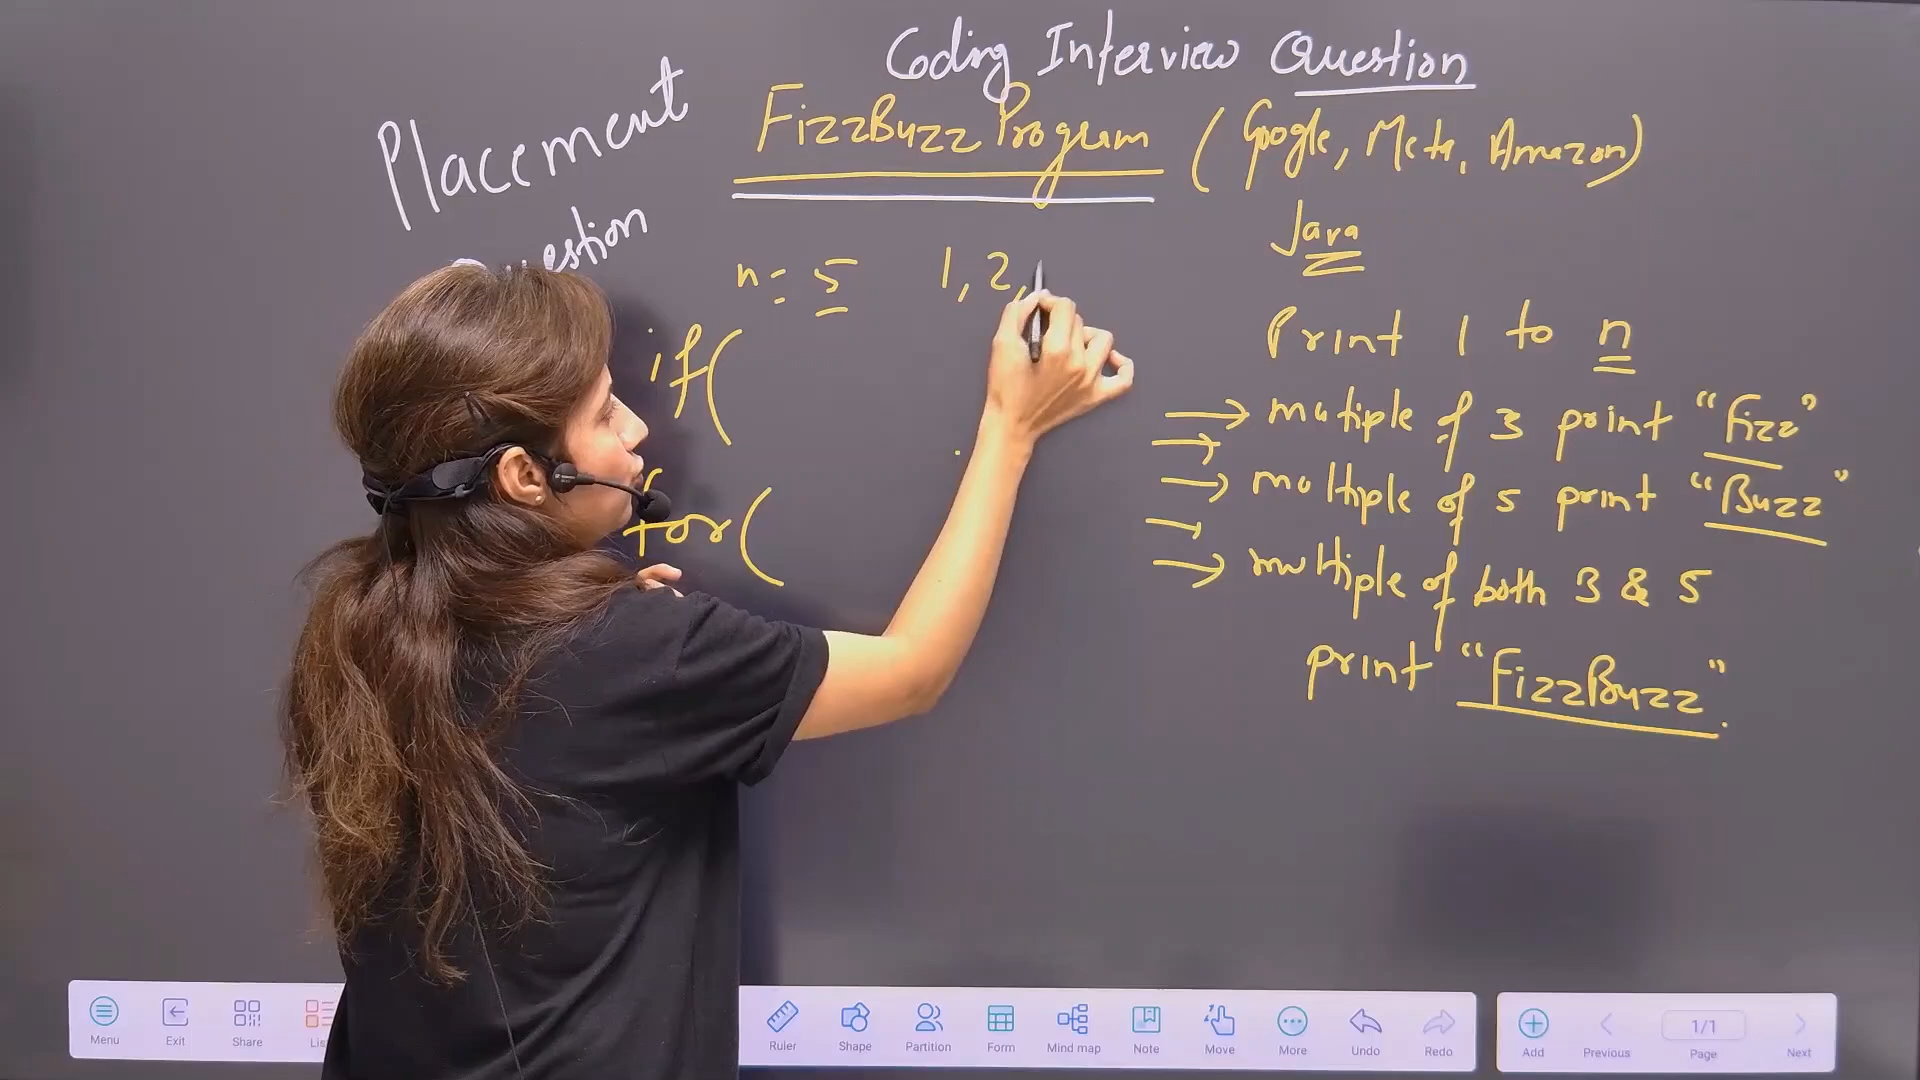 Coding Interview Question
Placement
FizzBuzz Program (Google, Meta, Amazon)
Java
n = 5 1, 2,
if(
for(
Print 1 to n
→ mutiple of 3 print "Fizz"
→ multiple of 5 print "Buzz"
→ multiple of both 3 & 5
print "FizzBuzz".
Menu Exit Share Ruler Shape Partition Form Mind map Note Move More Undo Redo Add Previous 1/1 Page Next